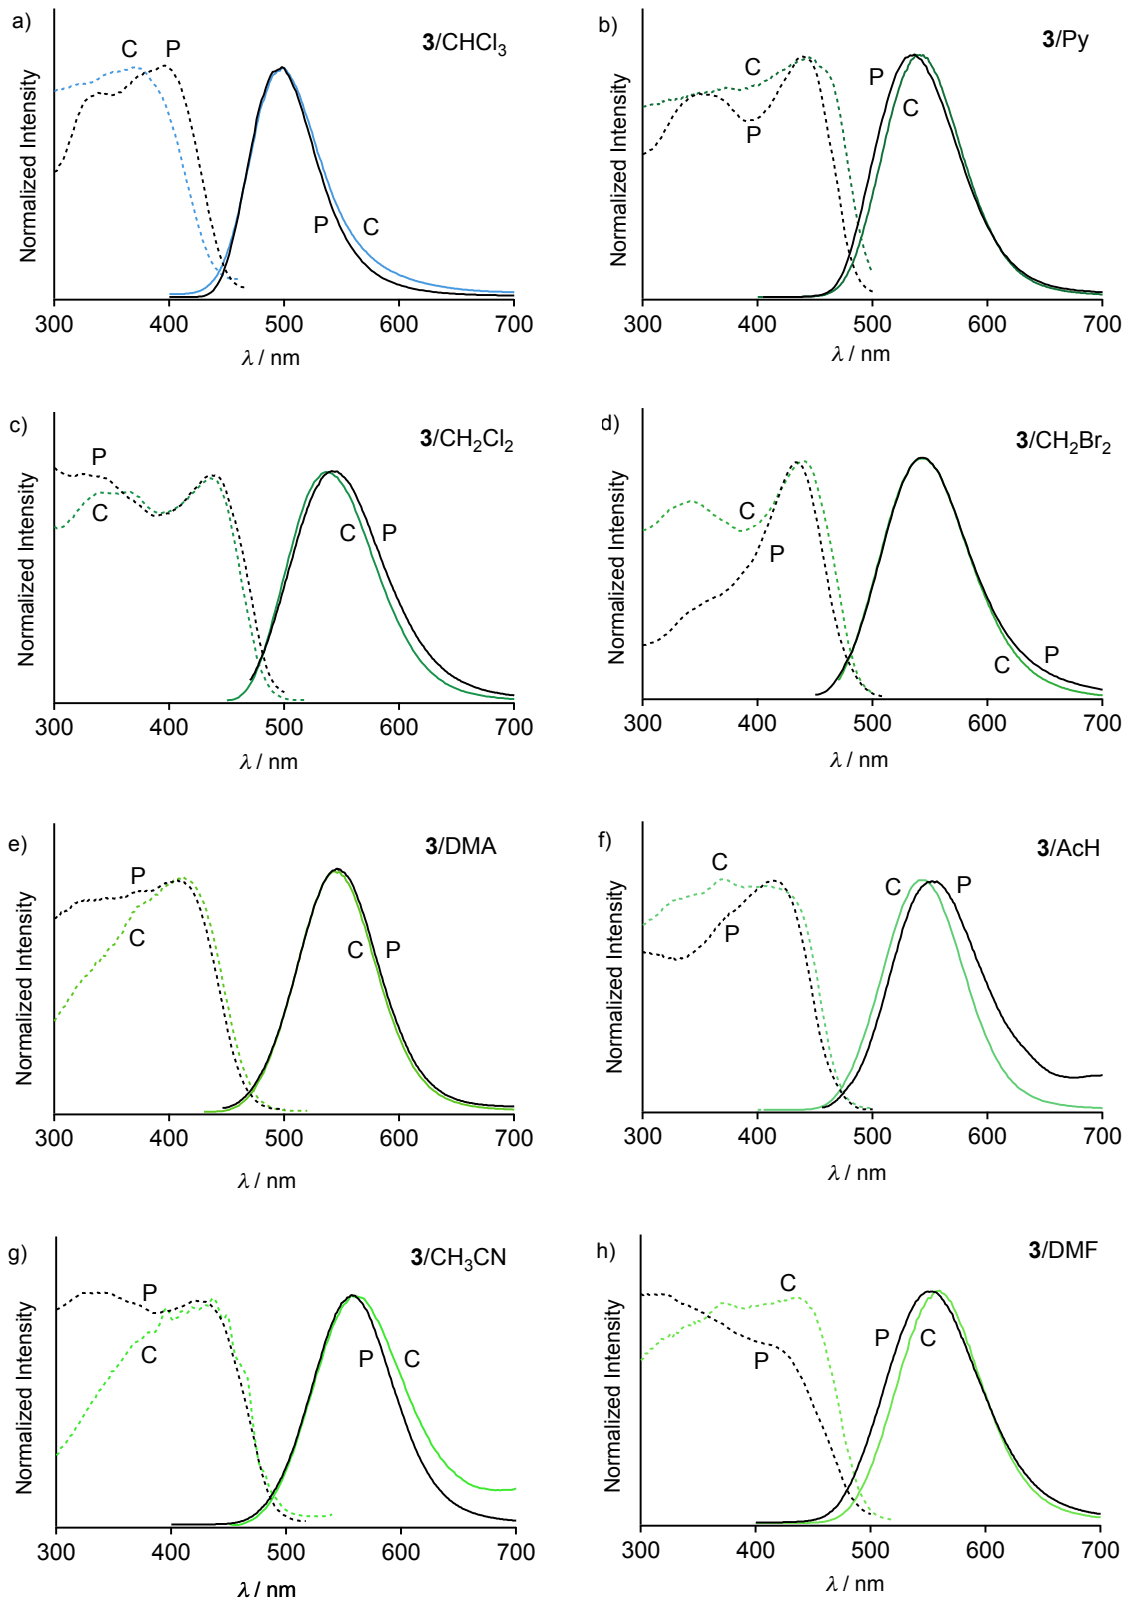 a)
3/CHCl₃
C
P
P
C
Normalized Intensity
300
400
500
600
700
λ / nm
b)
3/Py
C
P
P
C
Normalized Intensity
300
400
500
600
700
λ / nm
c)
3/CH₂Cl₂
P
C
C
P
Normalized Intensity
300
400
500
600
700
λ / nm
d)
3/CH₂Br₂
C
P
C
P
Normalized Intensity
300
400
500
600
700
λ / nm
e)
3/DMA
P
C
C
P
Normalized Intensity
300
400
500
600
700
λ / nm
f)
3/AcH
C
P
C
P
Normalized Intensity
300
400
500
600
700
λ / nm
g)
3/CH₃CN
P
C
P
C
Normalized Intensity
300
400
500
600
700
λ / nm
h)
3/DMF
C
P
P
C
Normalized Intensity
300
400
500
600
700
λ / nm